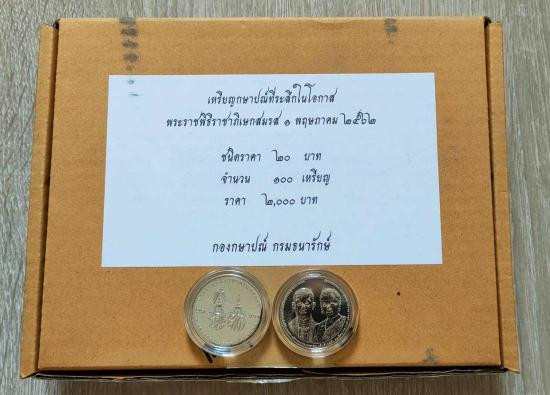 เหรียญกษาปณ์ที่ระลึกในโอกาส
พระราชพิธีราชาภิเษกสมรส ๑ พฤษภาคม ๒๕๖๒
ชนิดราคา ๒๐ บาท
จำนวน ๑๐๐ เหรียญ
ราคา ๒,๐๐๐ บาท
กองกษาปณ์ กรมธนารักษ์